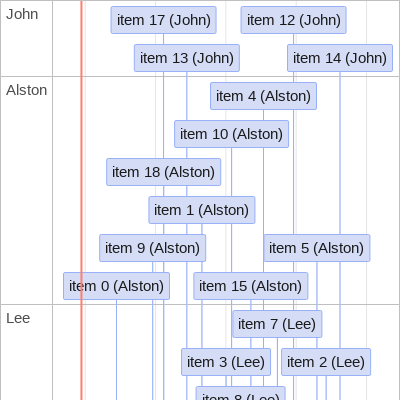 John
item 17 (John)
item 12 (John)
item 13 (John)
item 14 (John)
Alston
item 4 (Alston)
item 10 (Alston)
item 18 (Alston)
item 1 (Alston)
item 9 (Alston)
item 5 (Alston)
item 0 (Alston)
item 15 (Alston)
Lee
item 7 (Lee)
item 3 (Lee)
item 2 (Lee)
item 8 (Lee)